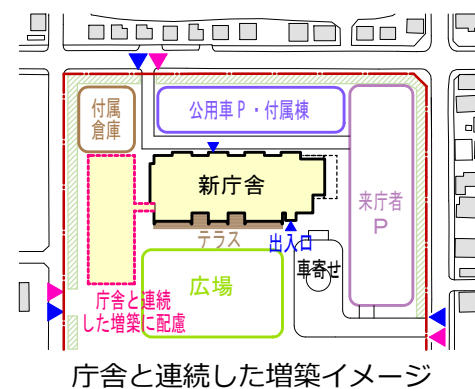 付属
倉庫
公用車P・付属棟
新庁舎
来庁者
P
テラス
出入口
広場
車寄せ
庁舎と連続
した増築に配慮
庁舎と連続した増築イメージ